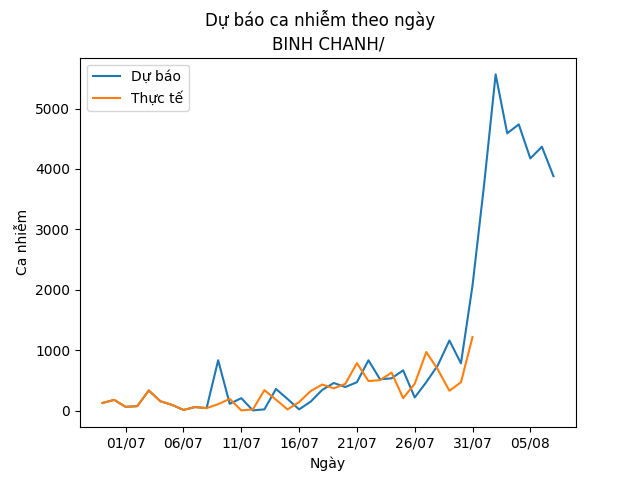 Dự báo ca nhiễm theo ngày
BINH CHANH/
Dự báo
Thực tế
Ca nhiễm
5000
4000
3000
2000
1000
0
01/07 06/07 11/07 16/07 21/07 26/07 31/07 05/08
Ngày